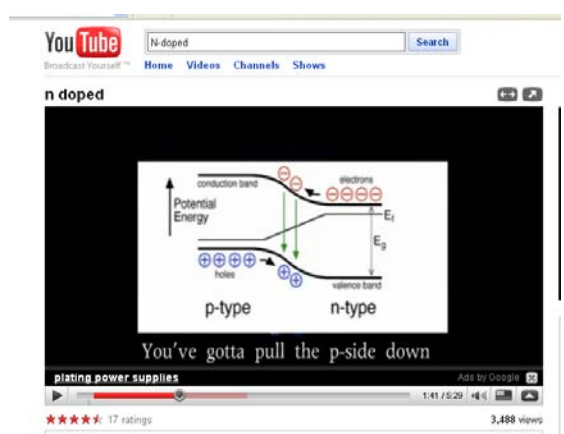 YouTube
N-doped Search
Broadcast Yourself ™ Home Videos Channels Shows
n doped
conduction band
electrons
Potential
Energy
Ef
Eg
holes
valence band
p-type n-type
You've gotta pull the p-side down
plating power supplies Ads by Google
1:41 / 5:29
17 ratings 3,488 views